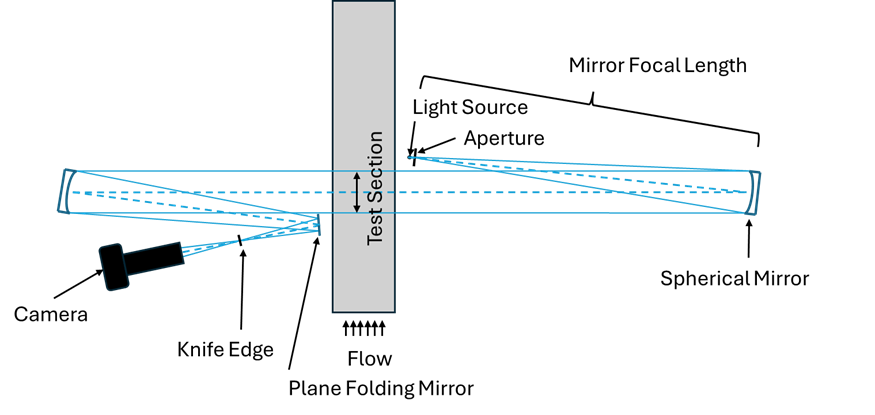 Mirror Focal Length
Light Source
Aperture
Test Section
Spherical Mirror
Camera
Knife Edge
Flow
Plane Folding Mirror